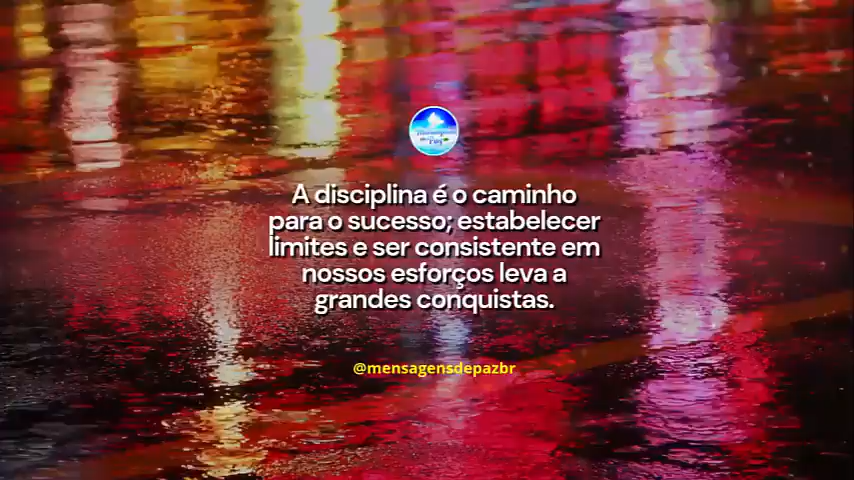 A disciplina é o caminho
para o sucesso; estabelecer
limites e ser consistente em
nossos esforços leva a
grandes conquistas.
@mensagensdepazbr